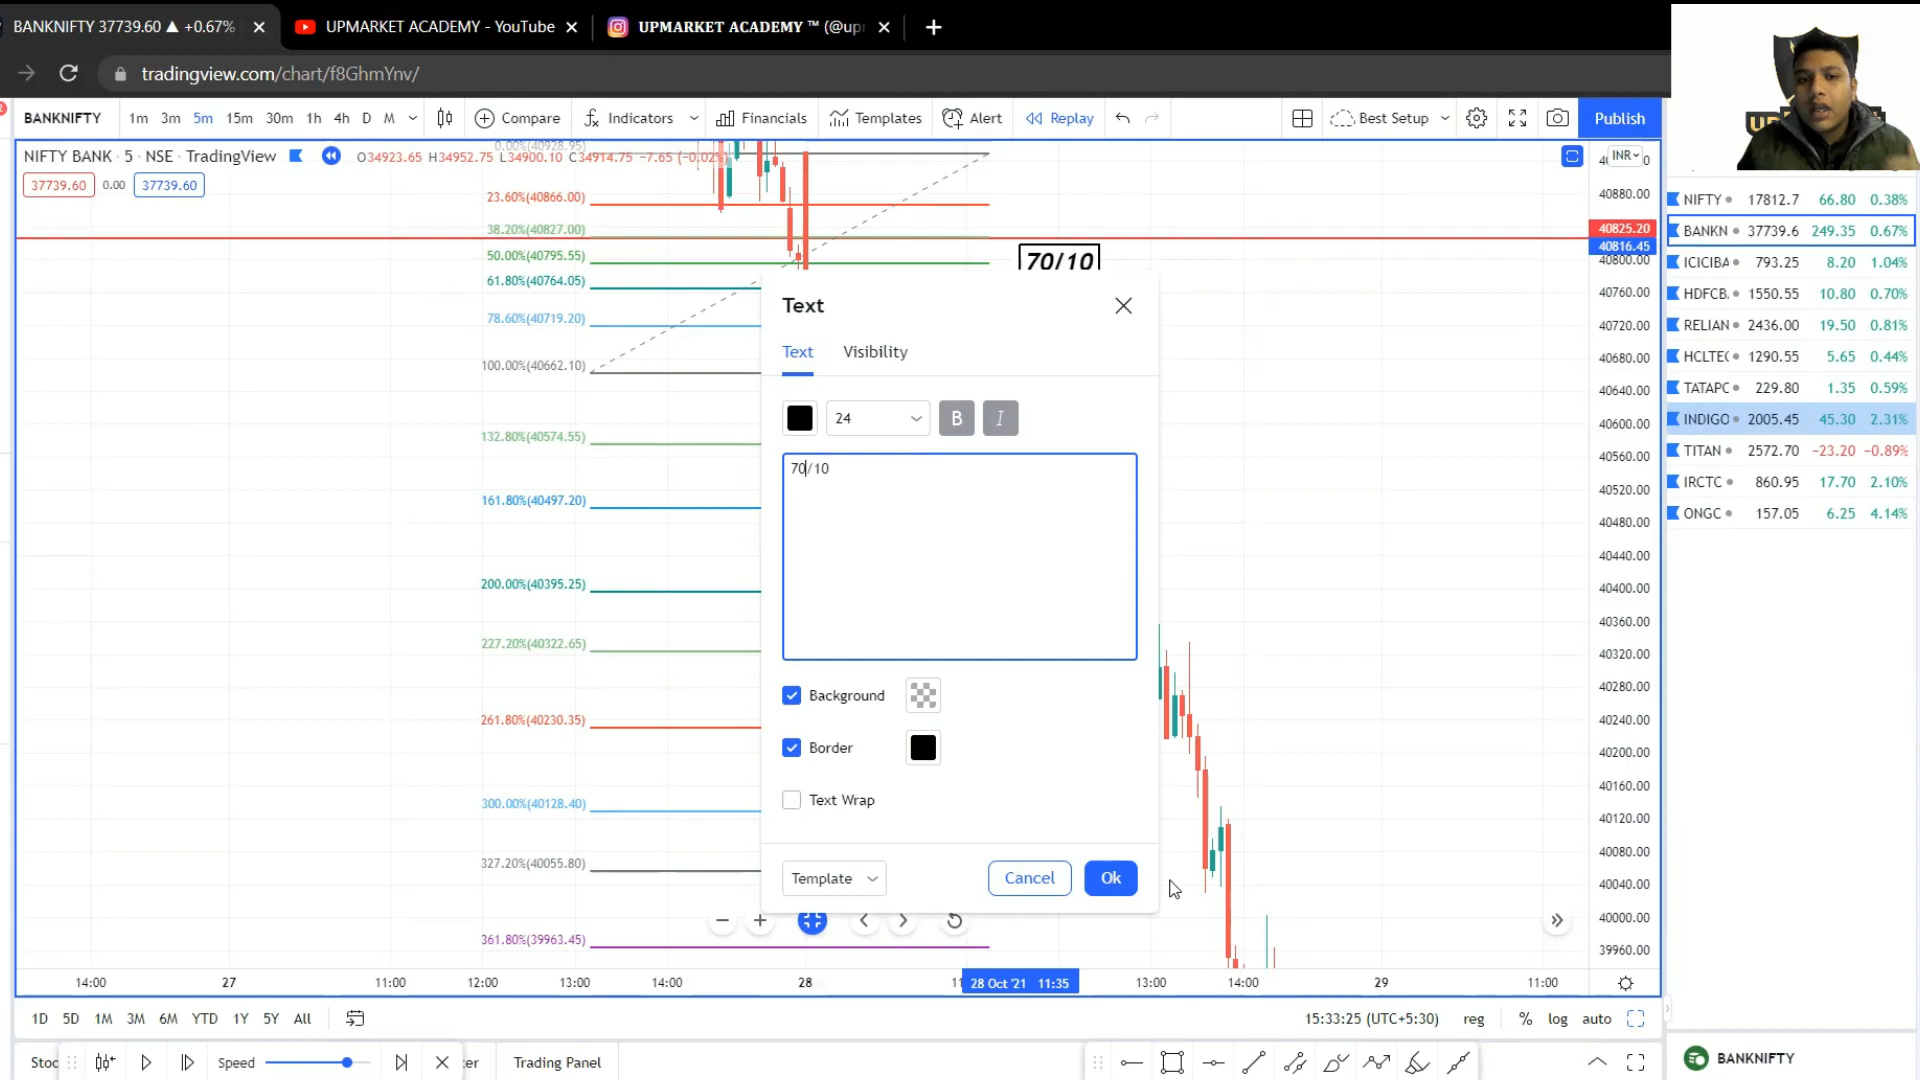 BANKNIFTY 37739.60 ▲ +0.67%
UPMARKET ACADEMY - YouTube
UPMARKET ACADEMY ™ (@up
tradingview.com/chart/f8GhmYnv/
BANKNIFTY 1m 3m 5m 15m 30m 1h 4h D M Compare Indicators Financials Templates Alert Replay Best Setup Publish
NIFTY BANK · 5 · NSE · TradingView O34923.65 H34952.75 L34900.10 C34914.75 −7.65 (−0.02%)
37739.60 0.00 37739.60
INR
0.00%(40928.95)
23.60%(40866.00)
38.20%(40827.00)
50.00%(40795.55)
61.80%(40764.05)
78.60%(40719.20)
100.00%(40662.10)
132.80%(40574.55)
161.80%(40497.20)
200.00%(40395.25)
227.20%(40322.65)
261.80%(40230.35)
300.00%(40128.40)
327.20%(40055.80)
361.80%(39963.45)
70/10
Text
Text Visibility
24 B I
70/10
Background
Border
Text Wrap
Template Cancel Ok
40880.00
40825.20
40816.45
40800.00
40760.00
40720.00
40680.00
40640.00
40600.00
40560.00
40520.00
40480.00
40440.00
40400.00
40360.00
40320.00
40280.00
40240.00
40200.00
40160.00
40120.00
40080.00
40040.00
40000.00
39960.00
NIFTY 17812.7 66.80 0.38%
BANKN 37739.6 249.35 0.67%
ICICIBA 793.25 8.20 1.04%
HDFCB 1550.55 10.80 0.70%
RELIAN 2436.00 19.50 0.81%
HCLTE 1290.55 5.65 0.44%
TATAPC 229.80 1.35 0.59%
INDIGO 2005.45 45.30 2.31%
TITAN 2572.70 −23.20 −0.89%
IRCTC 860.95 17.70 2.10%
ONGC 157.05 6.25 4.14%
14:00 27 11:00 12:00 13:00 14:00 28 28 Oct '21 11:35 13:00 14:00 29 11:00
1D 5D 1M 3M 6M YTD 1Y 5Y All 15:33:25 (UTC+5:30) reg % log auto
Speed Trading Panel
BANKNIFTY